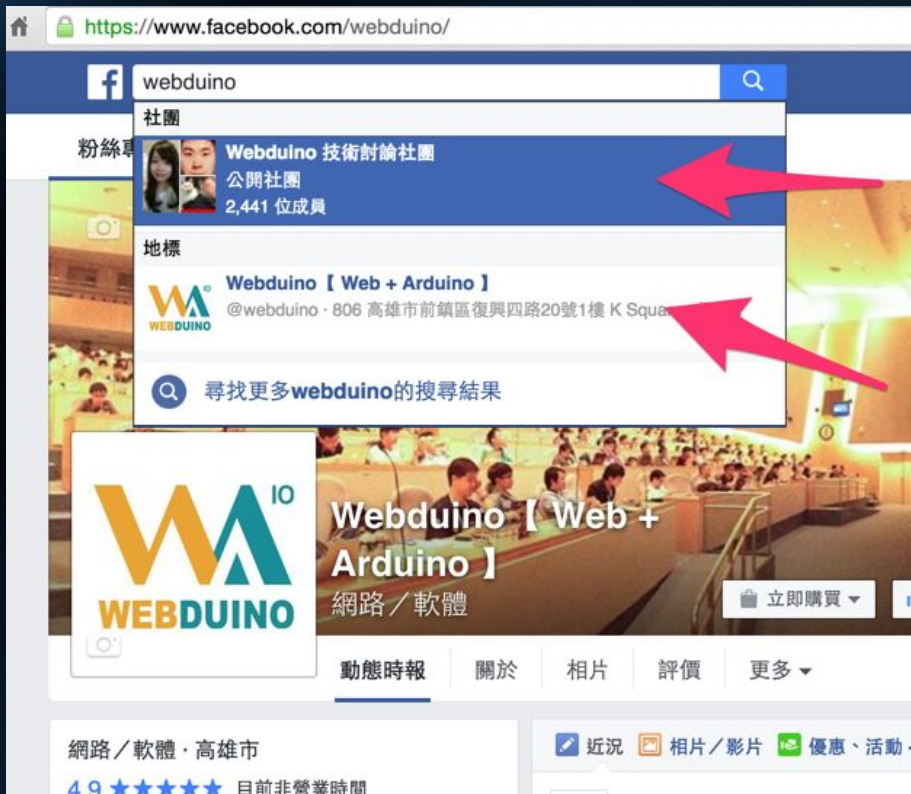 https://www.facebook.com/webduino/
webduino
粉絲專
社團
Webduino 技術討論社團
公開社團
2,441 位成員
地標
Webduino【 Web + Arduino 】
@webduino · 806 高雄市前鎮區復興四路20號1樓 K Squa
WEBDUINO
尋找更多webduino的搜尋結果
IO
WEBDUINO
Webduino【 Web +
Arduino 】
網路／軟體
立即購買
動態時報 關於 相片 評價 更多
網路／軟體 · 高雄市
近況 相片／影片 優惠、活動
4.9 ★★★★★ 目前非營業時間